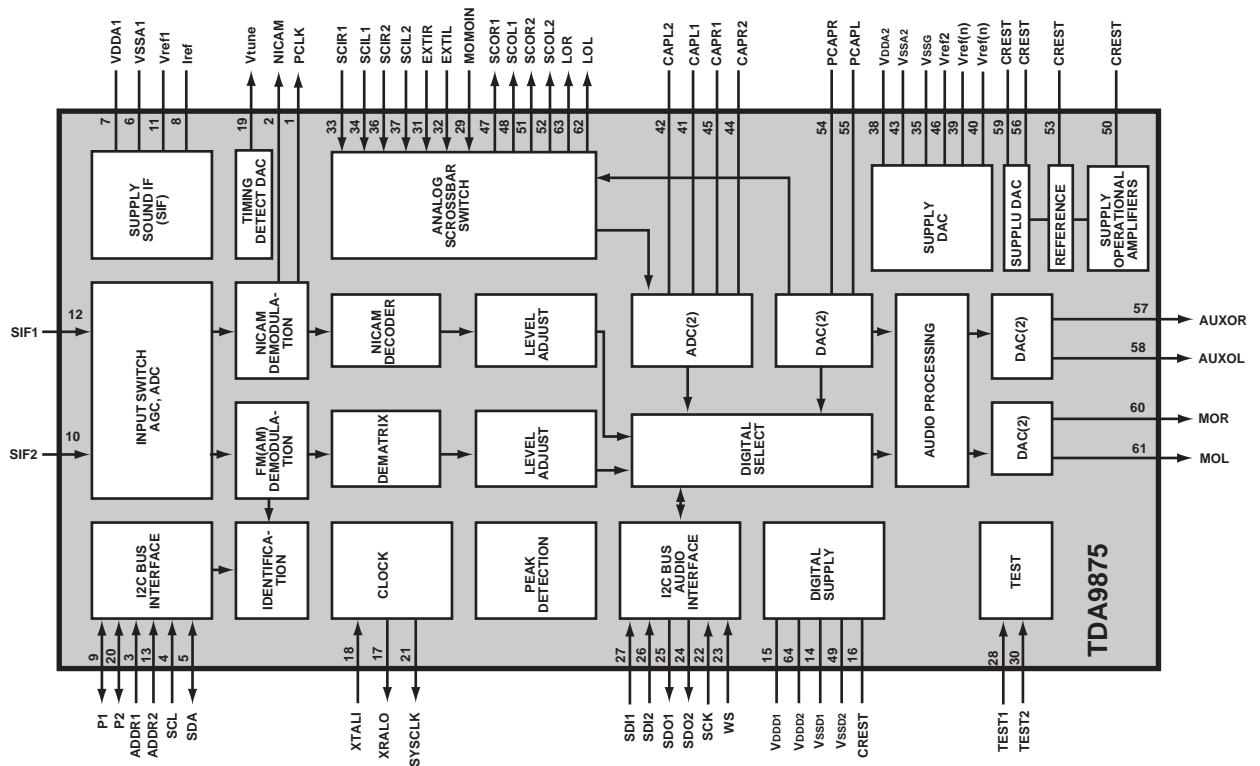 VDDA1
VSSA1
Vref1
Iref
Vtune
NICAM
PCLK
SCIR1
SCIL1
SCIR2
SCIL2
EXTIR
EXTIL
MOMOIN
SCOR1
SCOL1
SCOR2
SCOL2
LOR
LOL
CAPL2
CAPL1
CAPR1
CAPR2
PCAPR
PCAPL
VDDA2
VSSA2
VSSG
Vref2
Vref(n)
Vref(n)
CREST
CREST
CREST
CREST
7
6
11
8
19
2
1
33
34
36
37
31
32
29
47
48
51
52
63
62
42
41
45
44
54
55
38
43
35
46
39
40
59
56
53
50
SUPPLY
SOUND IF
(SIF)
TIMING
DETECT DAC
ANALOG
SCROSSBAR
SWITCH
SUPPLY
DAC
SUPPLU DAC
REFERENCE
SUPPLY
OPERATIONAL
AMPLIFIERS
SIF1
12
INPUT SWITCH
AGC, ADC
NICAM
DEMODULA-
TION
NICAM
DECODER
LEVEL
ADJUST
ADC(2)
DAC(2)
AUDIO PROCESSING
DAC(2)
57
AUXOR
58
AUXOL
SIF2
10
FM(AM)
DEMODULA-
TION
DEMATRIX
LEVEL
ADJUST
DIGITAL
SELECT
DAC(2)
60
MOR
61
MOL
I2C BUS
INTERFACE
IDENTIFICA-
TION
CLOCK
PEAK
DETECTION
I2C BUS
AUDIO
INTERFACE
DIGITAL
SUPPLY
TEST
TDA9875
9
20
3
13
4
5
18
17
21
27
26
25
24
22
23
15
64
14
49
16
28
30
P1
P2
ADDR1
ADDR2
SCL
SDA
XTALI
XRALO
SYSCLK
SDI1
SDI2
SDO1
SDO2
SCK
WS
VDDD1
VDDD2
VSSD1
VSSD2
CREST
TEST1
TEST2